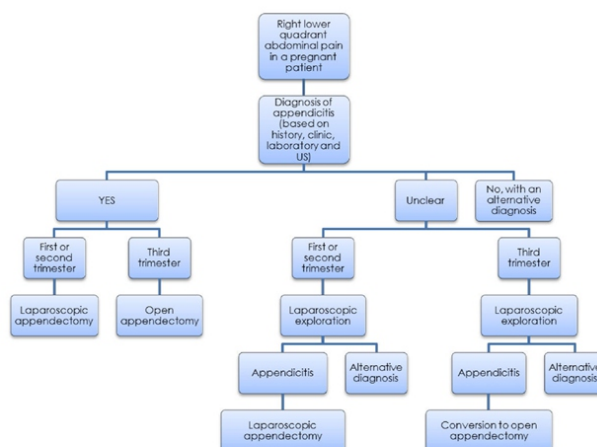 Right lower
quadrant
abdominal pain
in a pregnant
patient
Diagnosis of
appendicitis
(based on
history, clinic,
laboratory and
US)
YES
Unclear
No, with an
alternative
diagnosis
First or
second
trimester
Third
trimester
First or
second
trimester
Third
trimester
Laparoscopic
appendectomy
Open
appendectomy
Laparoscopic
exploration
Laparoscopic
exploration
Appendicitis
Alternative
diagnosis
Appendicitis
Alternative
diagnosis
Laparoscopic
appendectomy
Conversion to open
appendectomy